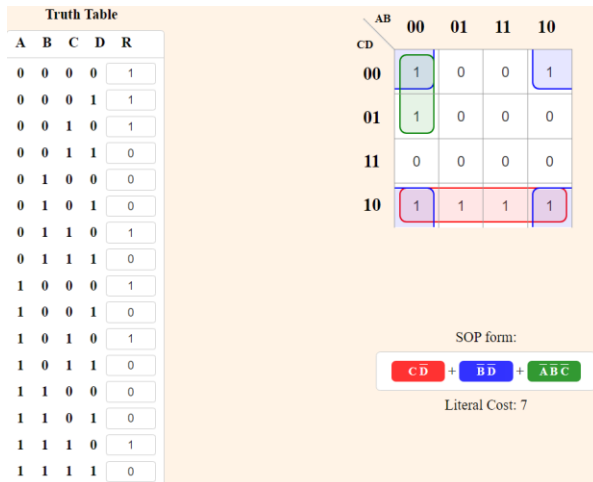 Truth Table
A B C D R
0 0 0 0 1
0 0 0 1 1
0 0 1 0 1
0 0 1 1 0
0 1 0 0 0
0 1 0 1 0
0 1 1 0 1
0 1 1 1 0
1 0 0 0 1
1 0 0 1 0
1 0 1 0 1
1 0 1 1 0
1 1 0 0 0
1 1 0 1 0
1 1 1 0 1
1 1 1 1 0
AB
CD
00 01 11 10
00 1 0 0 1
01 1 0 0 0
11 0 0 0 0
10 1 1 1 1
SOP form:
C D̅ + B̅ D̅ + A̅ B̅ C̅
Literal Cost: 7